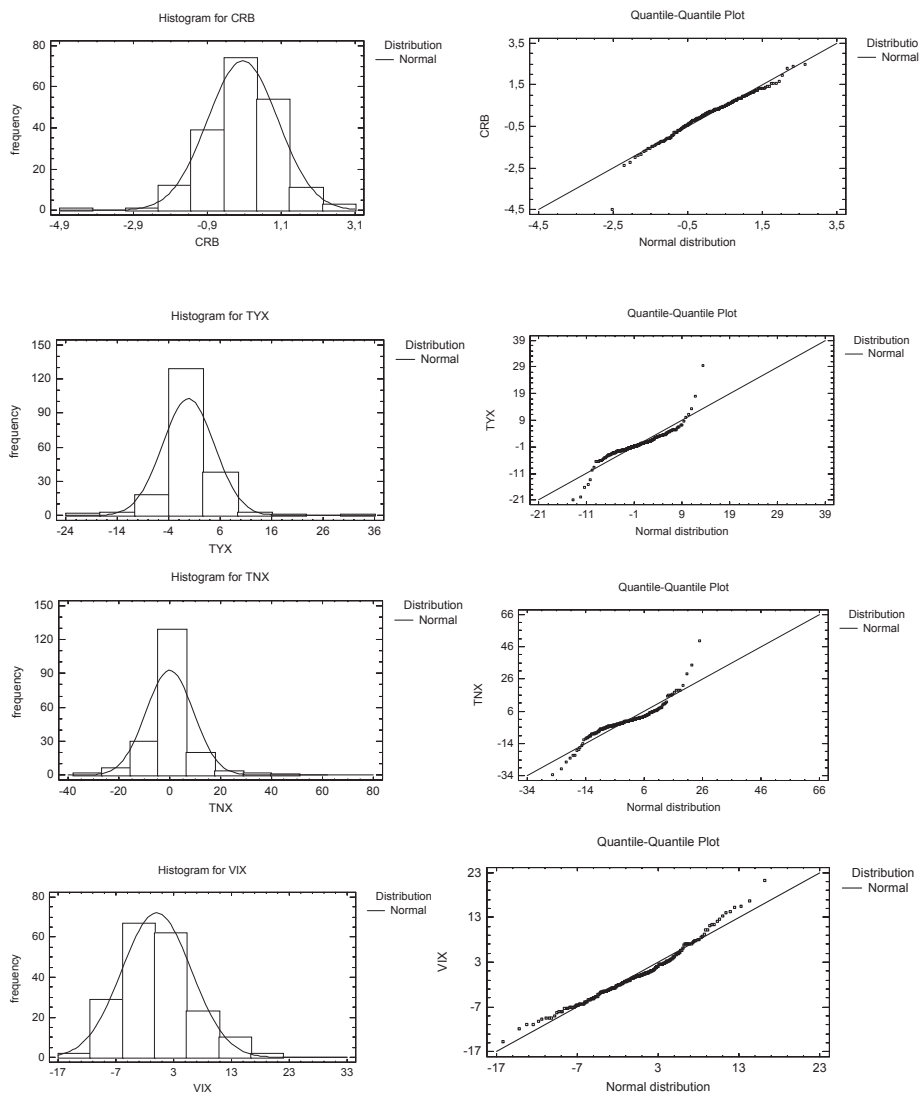 Histogram for CRB
Distribution
Normal
frequency
80
60
40
20
0
-4,9 -2,9 -0,9 1,1 3,1
CRB
Quantile-Quantile Plot
Distributio
Normal
CRB
3,5
1,5
-0,5
-2,5
-4,5
-4,5 -2,5 -0,5 1,5 3,5
Normal distribution
Histogram for TYX
Distribution
Normal
frequency
150
120
90
60
30
0
-24 -14 -4 6 16 26 36
TYX
Quantile-Quantile Plot
Distribution
Normal
TYX
39
29
19
9
-1
-11
-21
-21 -11 -1 9 19 29 39
Normal distribution
Histogram for TNX
Distribution
Normal
frequency
150
120
90
60
30
0
-40 -20 0 20 40 60 80
TNX
Quantile-Quantile Plot
Distribution
Normal
TNX
66
46
26
6
-14
-34
-34 -14 6 26 46 66
Normal distribution
Histogram for VIX
Distribution
Normal
frequency
80
60
40
20
0
-17 -7 3 13 23 33
VIX
Quantile-Quantile Plot
Distribution
Normal
VIX
23
13
3
-7
-17
-17 -7 3 13 23
Normal distribution